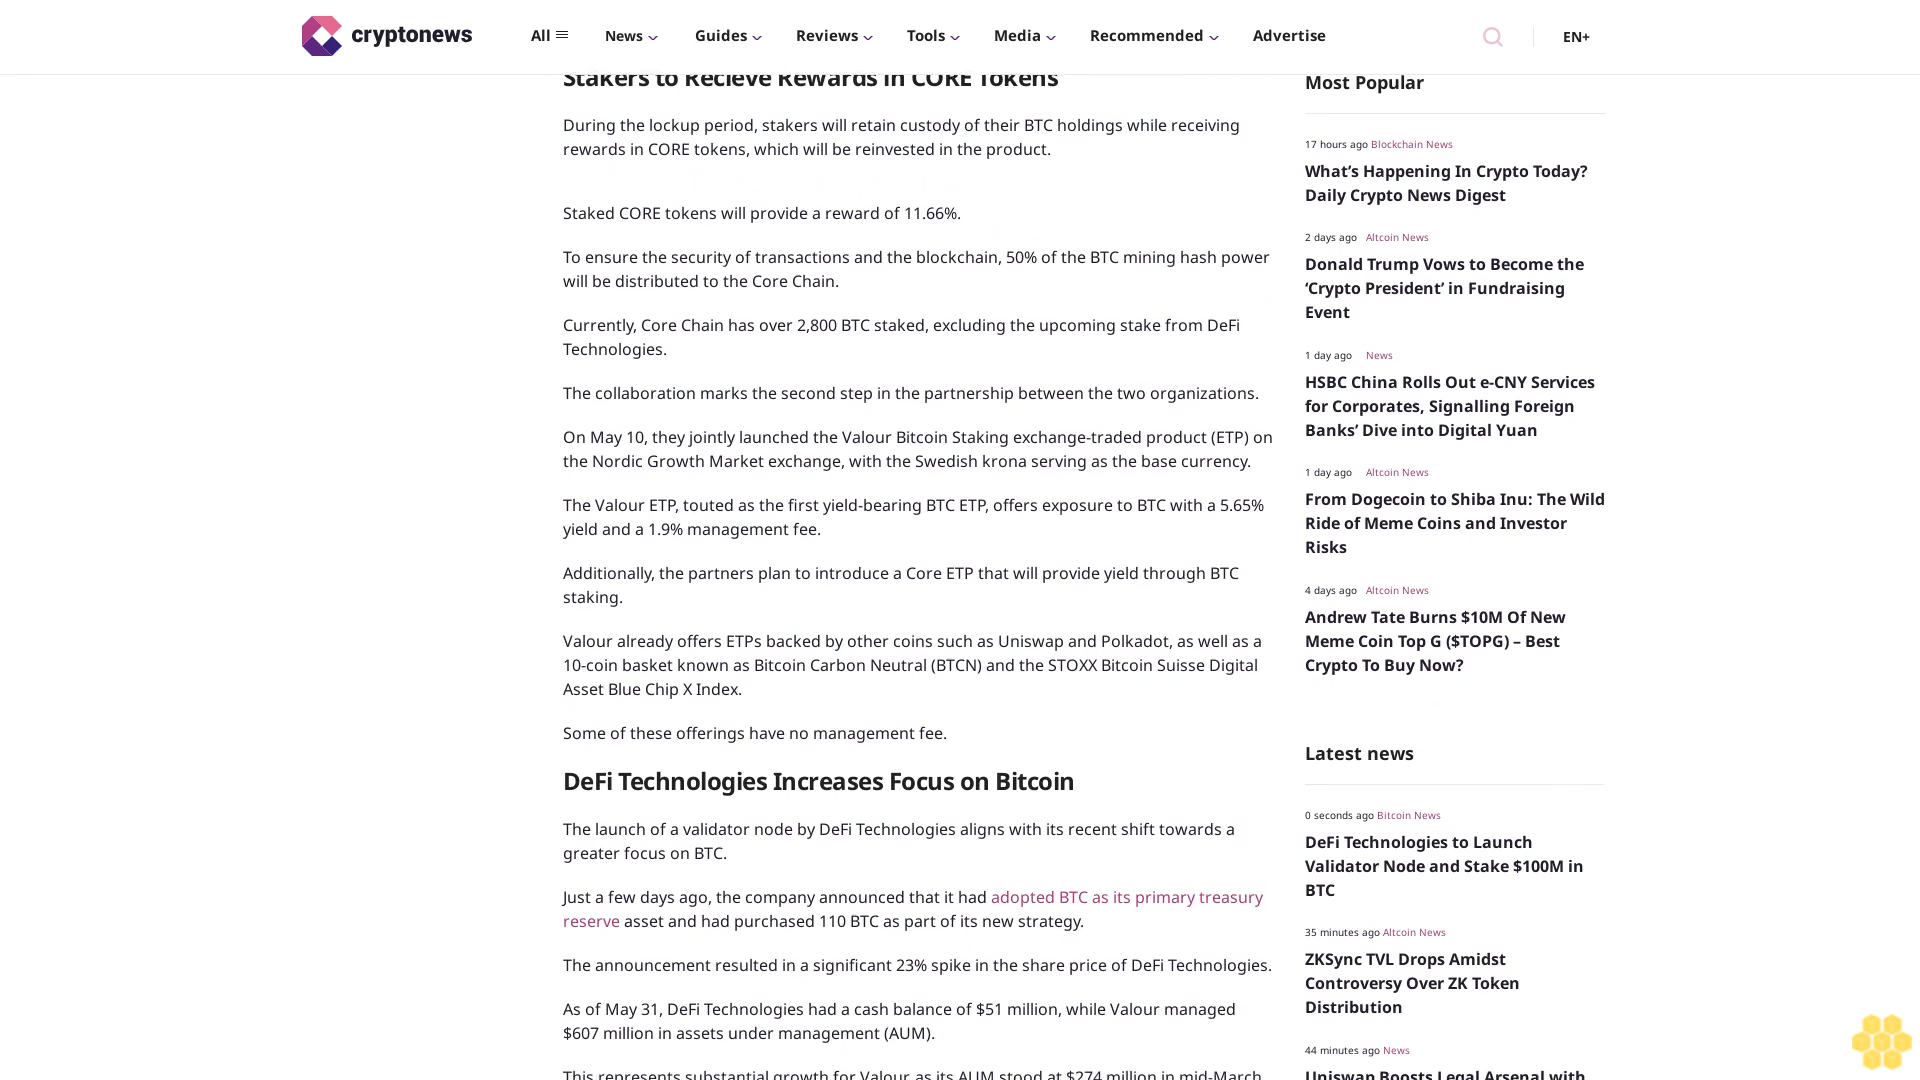 cryptonews
All
News
Guides
Reviews
Tools
Media
Recommended
Advertise
EN+
Stakers to Recieve Rewards in CORE Tokens
During the lockup period, stakers will retain custody of their BTC holdings while receiving
rewards in CORE tokens, which will be reinvested in the product.
Staked CORE tokens will provide a reward of 11.66%.
To ensure the security of transactions and the blockchain, 50% of the BTC mining hash power
will be distributed to the Core Chain.
Currently, Core Chain has over 2,800 BTC staked, excluding the upcoming stake from DeFi
Technologies.
The collaboration marks the second step in the partnership between the two organizations.
On May 10, they jointly launched the Valour Bitcoin Staking exchange-traded product (ETP) on
the Nordic Growth Market exchange, with the Swedish krona serving as the base currency.
The Valour ETP, touted as the first yield-bearing BTC ETP, offers exposure to BTC with a 5.65%
yield and a 1.9% management fee.
Additionally, the partners plan to introduce a Core ETP that will provide yield through BTC
staking.
Valour already offers ETPs backed by other coins such as Uniswap and Polkadot, as well as a
10-coin basket known as Bitcoin Carbon Neutral (BTCN) and the STOXX Bitcoin Suisse Digital
Asset Blue Chip X Index.
Some of these offerings have no management fee.
DeFi Technologies Increases Focus on Bitcoin
The launch of a validator node by DeFi Technologies aligns with its recent shift towards a
greater focus on BTC.
Just a few days ago, the company announced that it had adopted BTC as its primary treasury
reserve asset and had purchased 110 BTC as part of its new strategy.
The announcement resulted in a significant 23% spike in the share price of DeFi Technologies.
As of May 31, DeFi Technologies had a cash balance of $51 million, while Valour managed
$607 million in assets under management (AUM).
This represents substantial growth for Valour, as its AUM stood at $274 million in mid-March
Most Popular
17 hours ago Blockchain News
What's Happening In Crypto Today?
Daily Crypto News Digest
2 days ago Altcoin News
Donald Trump Vows to Become the
‘Crypto President’ in Fundraising
Event
1 day ago News
HSBC China Rolls Out e-CNY Services
for Corporates, Signalling Foreign
Banks’ Dive into Digital Yuan
1 day ago Altcoin News
From Dogecoin to Shiba Inu: The Wild
Ride of Meme Coins and Investor
Risks
4 days ago Altcoin News
Andrew Tate Burns $10M Of New
Meme Coin Top G ($TOPG) – Best
Crypto To Buy Now?
Latest news
0 seconds ago Bitcoin News
DeFi Technologies to Launch
Validator Node and Stake $100M in
BTC
35 minutes ago Altcoin News
ZKSync TVL Drops Amidst
Controversy Over ZK Token
Distribution
44 minutes ago News
Uniswap Boosts Legal Arsenal with